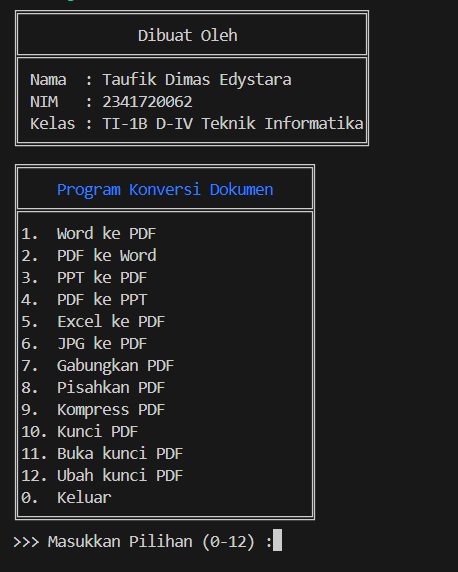 Dibuat Oleh
Nama : Taufik Dimas Edystara
NIM : 2341720062
Kelas : TI-1B D-IV Teknik Informatika
Program Konversi Dokumen
1. Word ke PDF
2. PDF ke Word
3. PPT ke PDF
4. PDF ke PPT
5. Excel ke PDF
6. JPG ke PDF
7. Gabungkan PDF
8. Pisahkan PDF
9. Kompress PDF
10. Kunci PDF
11. Buka kunci PDF
12. Ubah kunci PDF
0. Keluar
>>> Masukkan Pilihan (0-12) :